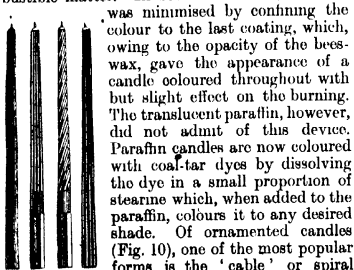 was minimised by confining the
colour to the last coating, which,
owing to the opacity of the bees-
wax, gave the appearance of a
candle ooloured throughout with
but slight effect on the burning.
The translucent paraffin, however,
did not admit of this device.
Paraffin candles are now coloured
with coal-tar dyes by dissolving
the dye in a small proportion of
stearine which, when added to the
paraffin, colours it to any desired
shade. Of ornamented candles
(Fig. 10), one of the most popular
forms is the 'cable' or spiral